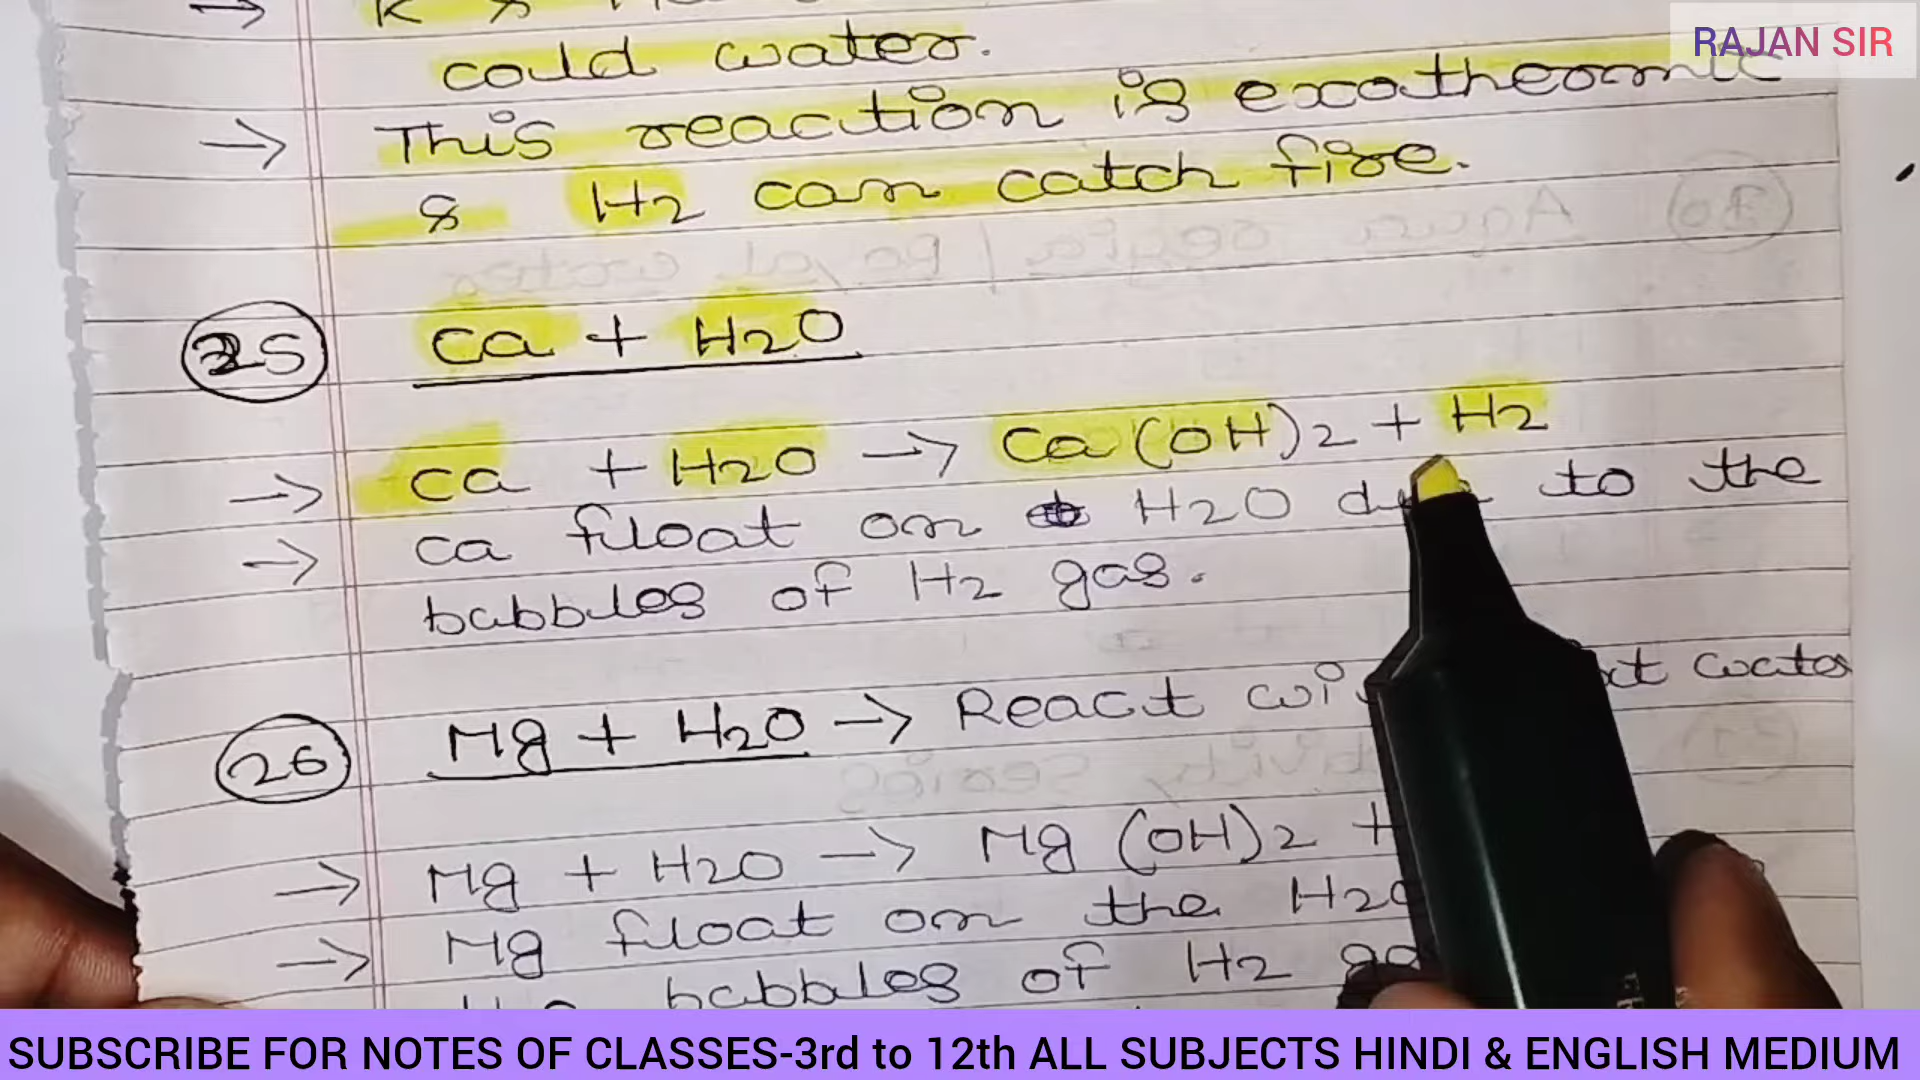 RAJAN SIR
cold water.
→ This reaction is exothermic
& H2 can catch fire.
25 Ca + H2O
→ Ca + H2O → Ca(OH)2 + H2
→ Ca float on H2O due to the
babbles of H2 gas.
26 Mg + H2O → React water
→ Mg + H2O → Mg (OH)2 +
→ Mg float on the H2O
babbles of H2
SUBSCRIBE FOR NOTES OF CLASSES-3rd to 12th ALL SUBJECTS HINDI & ENGLISH MEDIUM